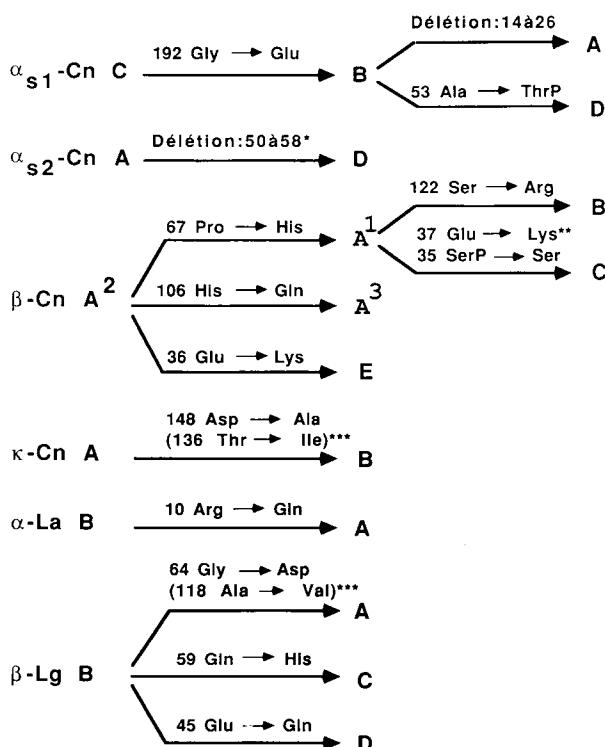 Délétion:14à26
α s1-Cn C 192 Gly → Glu B A
53 Ala → ThrP
D
α s2-Cn A Délétion:50à58* D
122 Ser → Arg
B
67 Pro → His A1
37 Glu → Lys**
35 SerP → Ser
C
β-Cn A2 106 His → Gln A3
36 Glu → Lys
E
148 Asp → Ala
(136 Thr → Ile)***
κ-Cn A B
α-La B 10 Arg → Gln A
64 Gly → Asp
(118 Ala → Val)***
A
β-Lg B 59 Gln → His C
45 Glu → Gln
D